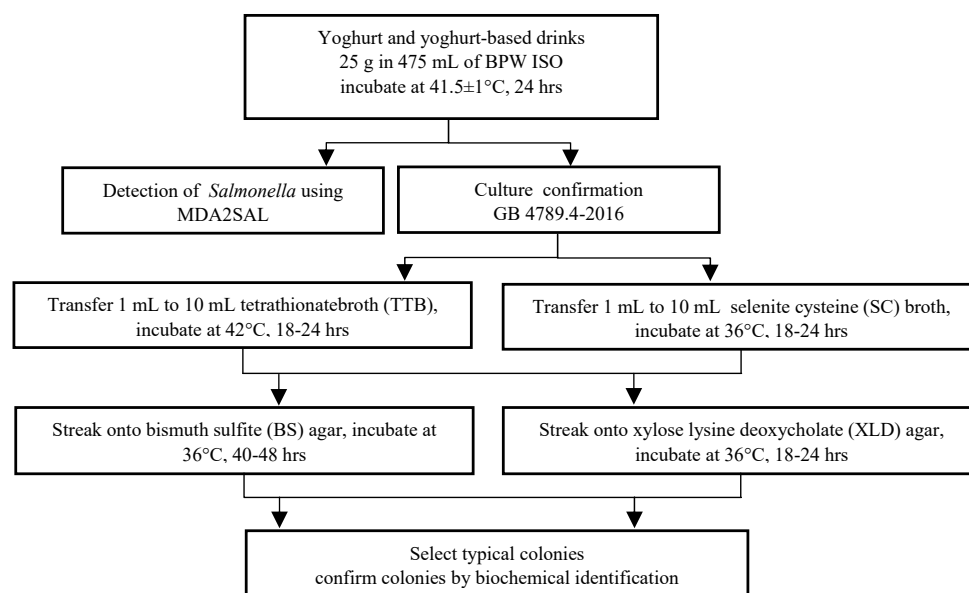 Yoghurt and yoghurt-based drinks
25 g in 475 mL of BPW ISO
incubate at 41.5±1°C, 24 hrs
Detection of Salmonella using
MDA2SAL
Culture confirmation
GB 4789.4-2016
Transfer 1 mL to 10 mL tetrathionatebroth (TTB),
incubate at 42°C, 18-24 hrs
Transfer 1 mL to 10 mL selenite cysteine (SC) broth,
incubate at 36°C, 18-24 hrs
Streak onto bismuth sulfite (BS) agar, incubate at
36°C, 40-48 hrs
Streak onto xylose lysine deoxycholate (XLD) agar,
incubate at 36°C, 18-24 hrs
Select typical colonies
confirm colonies by biochemical identification